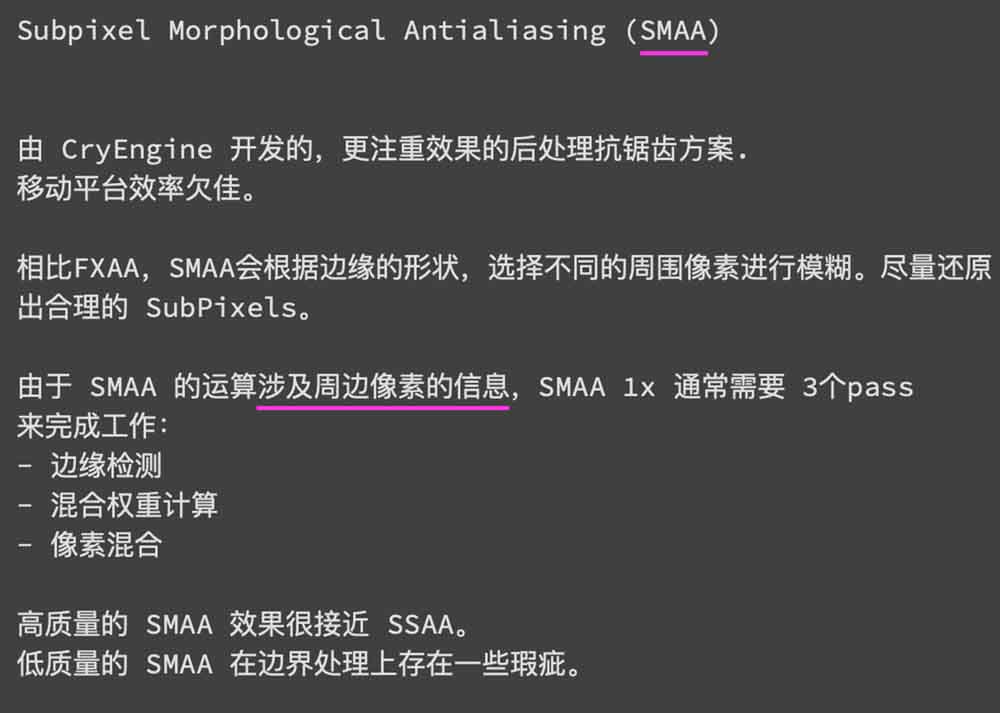 Subpixel Morphological Antialiasing (SMAA)
由 CryEngine 开发的，更注重效果的后处理抗锯齿方案.
移动平台效率欠佳。
相比FXAA，SMAA会根据边缘的形状，选择不同的周围像素进行模糊。尽量还原
出合理的 SubPixels。
由于 SMAA 的运算涉及周边像素的信息，SMAA 1x 通常需要 3个pass
来完成工作：
- 边缘检测
- 混合权重计算
- 像素混合
高质量的 SMAA 效果很接近 SSAA。
低质量的 SMAA 在边界处理上存在一些瑕疵。